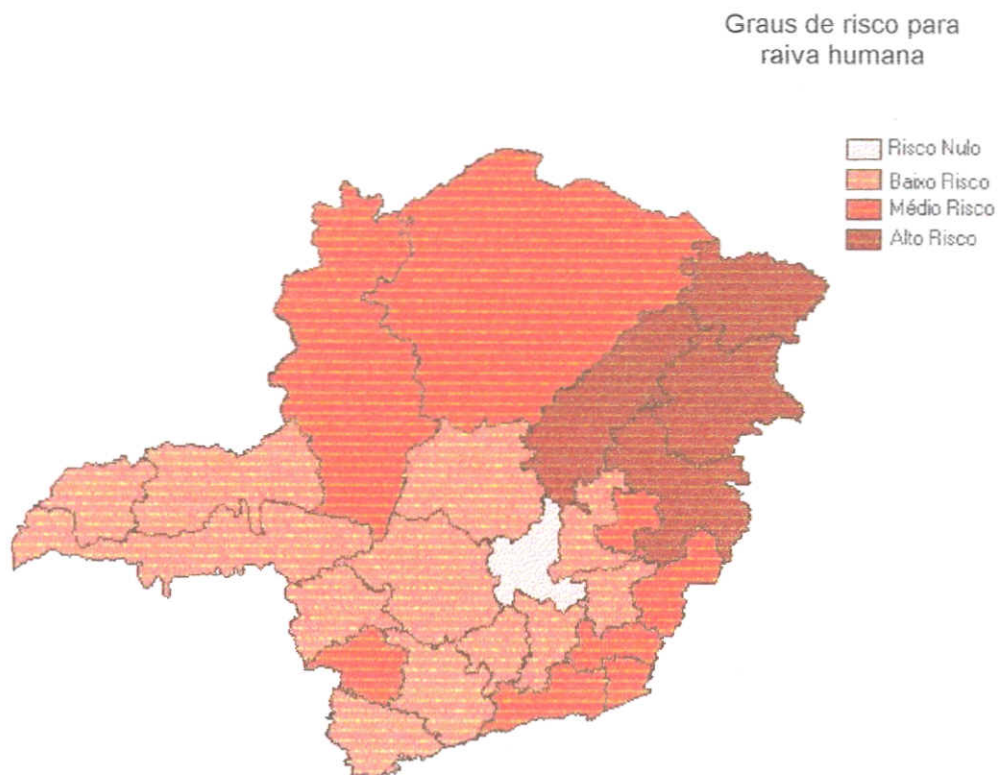 Graus de risco para
raiva humana
Risco Nulo
Baixo Risco
Médio Risco
Alto Risco